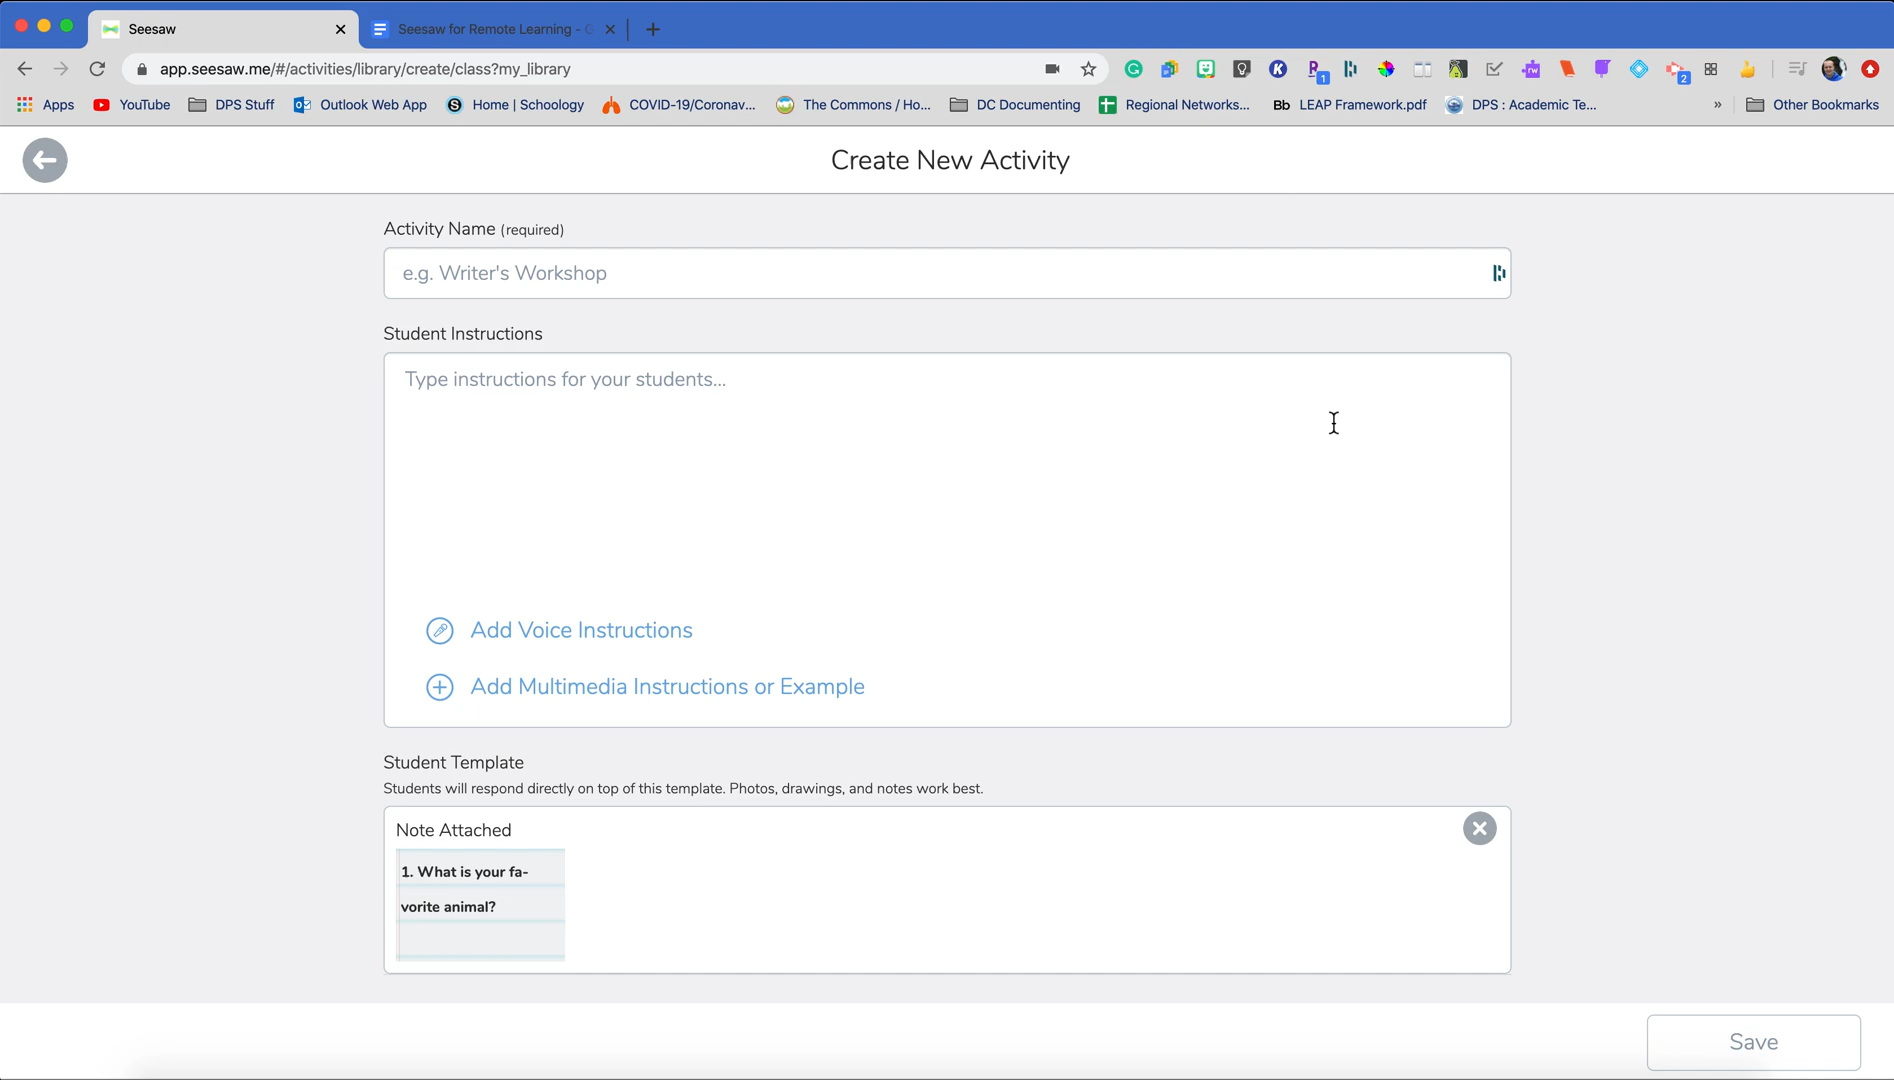 Seesaw
Seesaw for Remote Learning - G
app.seesaw.me/#/activities/library/create/class?my_library
1
rw
2
Apps
YouTube
DPS Stuff
Outlook Web App
Home | Schoology
COVID-19/Coronav...
The Commons / Ho...
DC Documenting
Regional Networks...
Bb
LEAP Framework.pdf
DPS : Academic Te...
»
Other Bookmarks
Create New Activity
Activity Name (required)
e.g. Writer's Workshop
Student Instructions
Type instructions for your students...
Add Voice Instructions
Add Multimedia Instructions or Example
Student Template
Students will respond directly on top of this template. Photos, drawings, and notes work best.
Note Attached
1. What is your fa-
vorite animal?
Save